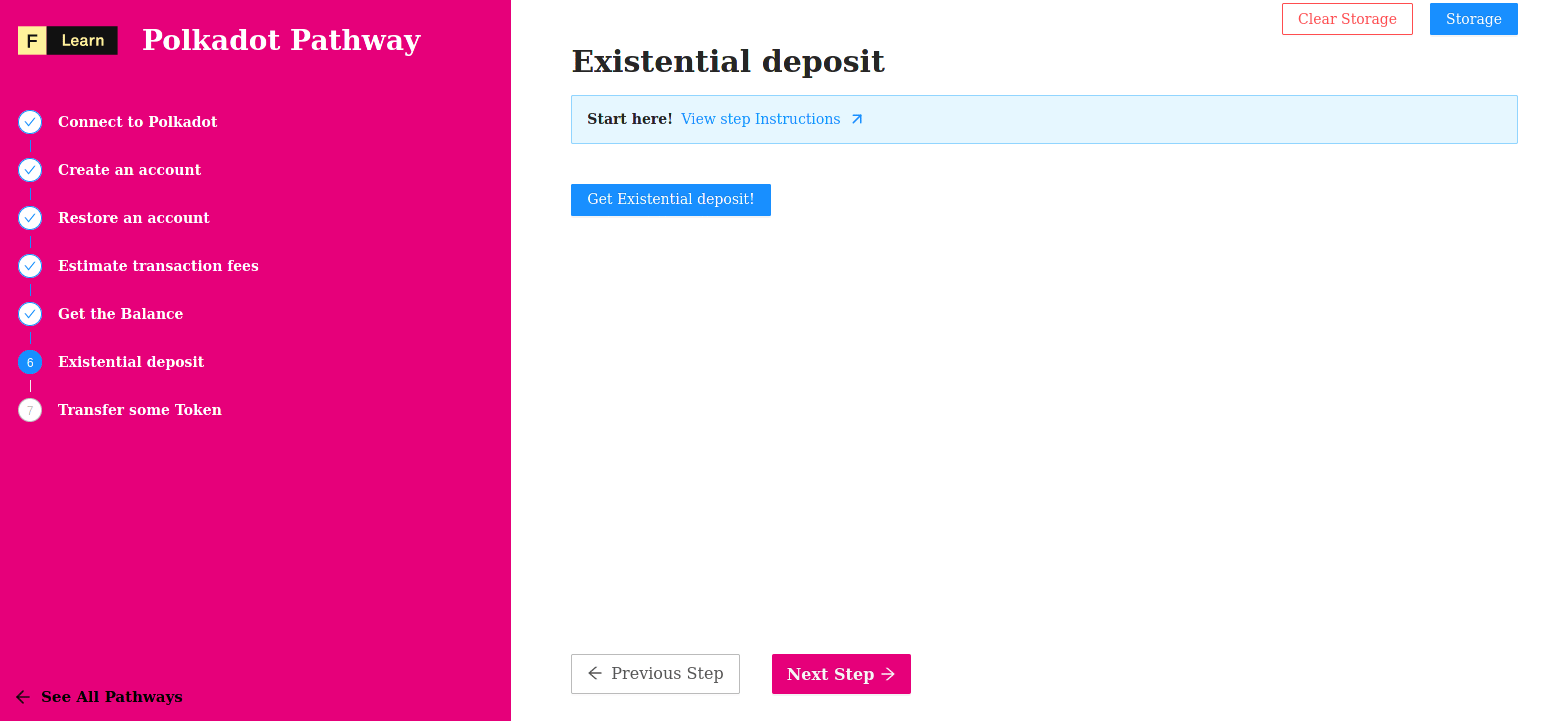 F Learn
Polkadot Pathway
Connect to Polkadot
Create an account
Restore an account
Estimate transaction fees
Get the Balance
6 Existential deposit
7 Transfer some Token
See All Pathways
Clear Storage
Storage
Existential deposit
Start here! View step Instructions
Get Existential deposit!
Previous Step
Next Step